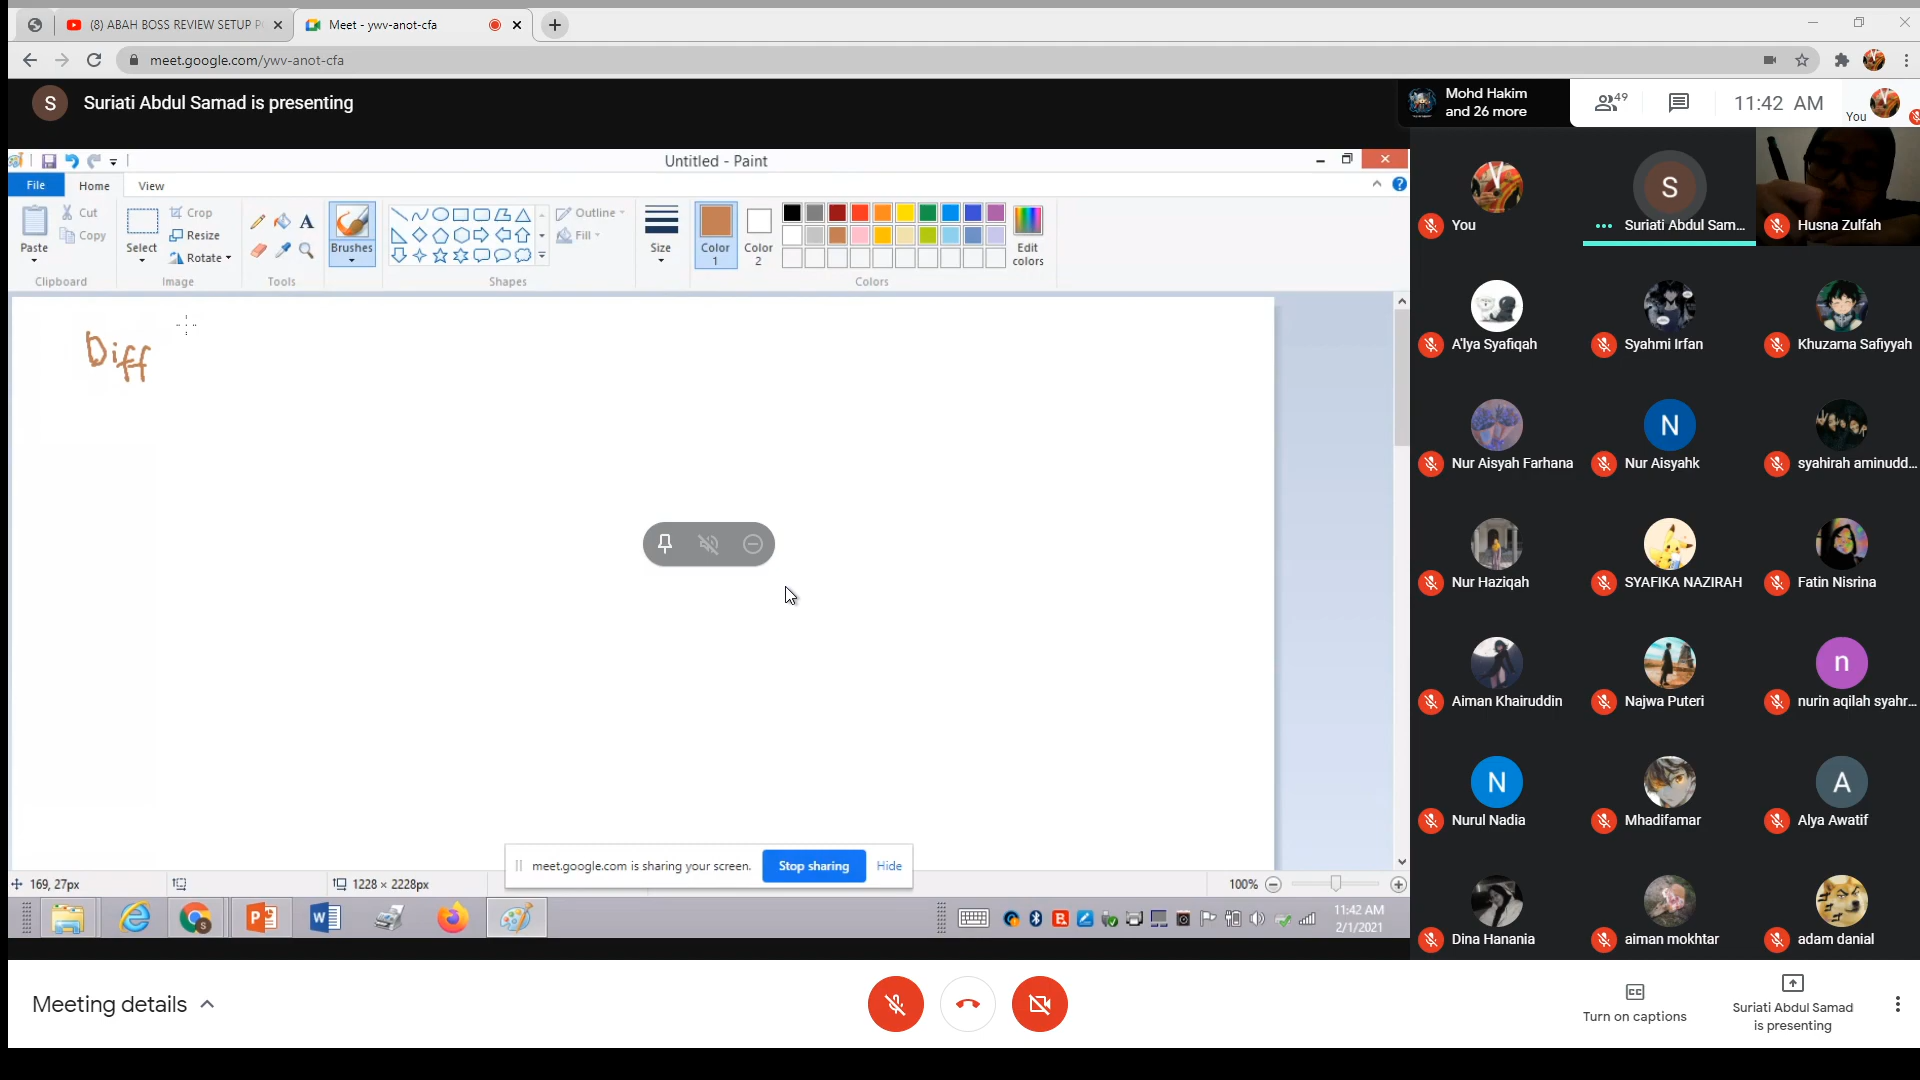 (8) ABAH BOSS REVIEW SETUP P
Meet - ywv-anot-cfa
meet.google.com/ywv-anot-cfa
S
Suriati Abdul Samad is presenting
Mohd Hakim
and 26 more
49
11:42 AM
You
Untitled - Paint
File
Home
View
Cut
Copy
Paste
Clipboard
Select
Crop
Resize
Rotate
Image
A
Tools
Brushes
Shapes
Outline
Fill
Size
Color
1
Color
2
Edit
colors
Colors
Diff
meet.google.com is sharing your screen.
Stop sharing
Hide
169, 27px
1228 × 2228px
100%
11:42 AM
2/1/2021
You
S
Suriati Abdul Sam...
Husna Zulfah
A'lya Syafiqah
Syahmi Irfan
Khuzama Safiyyah
Nur Aisyah Farhana
N
Nur Aisyahk
syahirah aminudd...
Nur Haziqah
SYAFIKA NAZIRAH
Fatin Nisrina
Aiman Khairuddin
Najwa Puteri
n
nurin aqilah syahr...
N
Nurul Nadia
Mhadifamar
A
Alya Awatif
Dina Hanania
aiman mokhtar
adam danial
Meeting details
CC
Turn on captions
Suriati Abdul Samad
is presenting